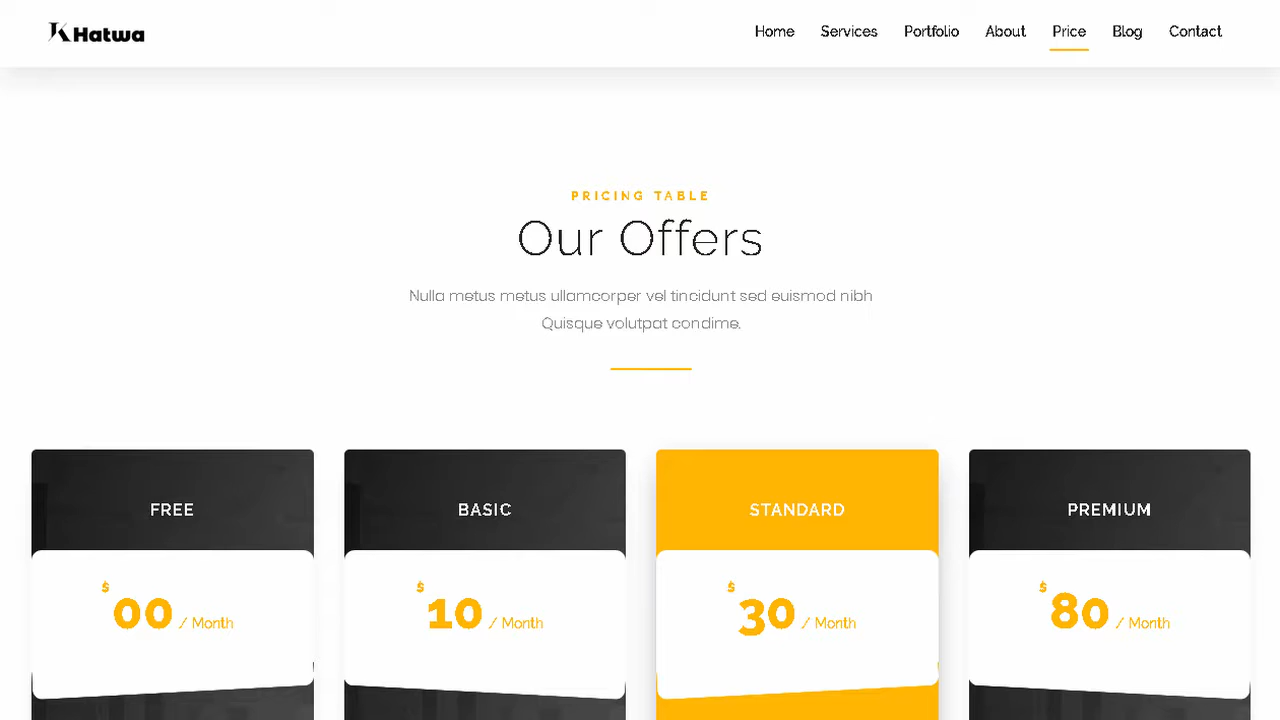 Hatwa
Home Services Portfolio About Price Blog Contact
PRICING TABLE
Our Offers
Nulla metus metus ullamcorper vel tincidunt sed euismod nibh
Quisque volutpat condime.
FREE
$00 / Month
BASIC
$10 / Month
STANDARD
$30 / Month
PREMIUM
$80 / Month